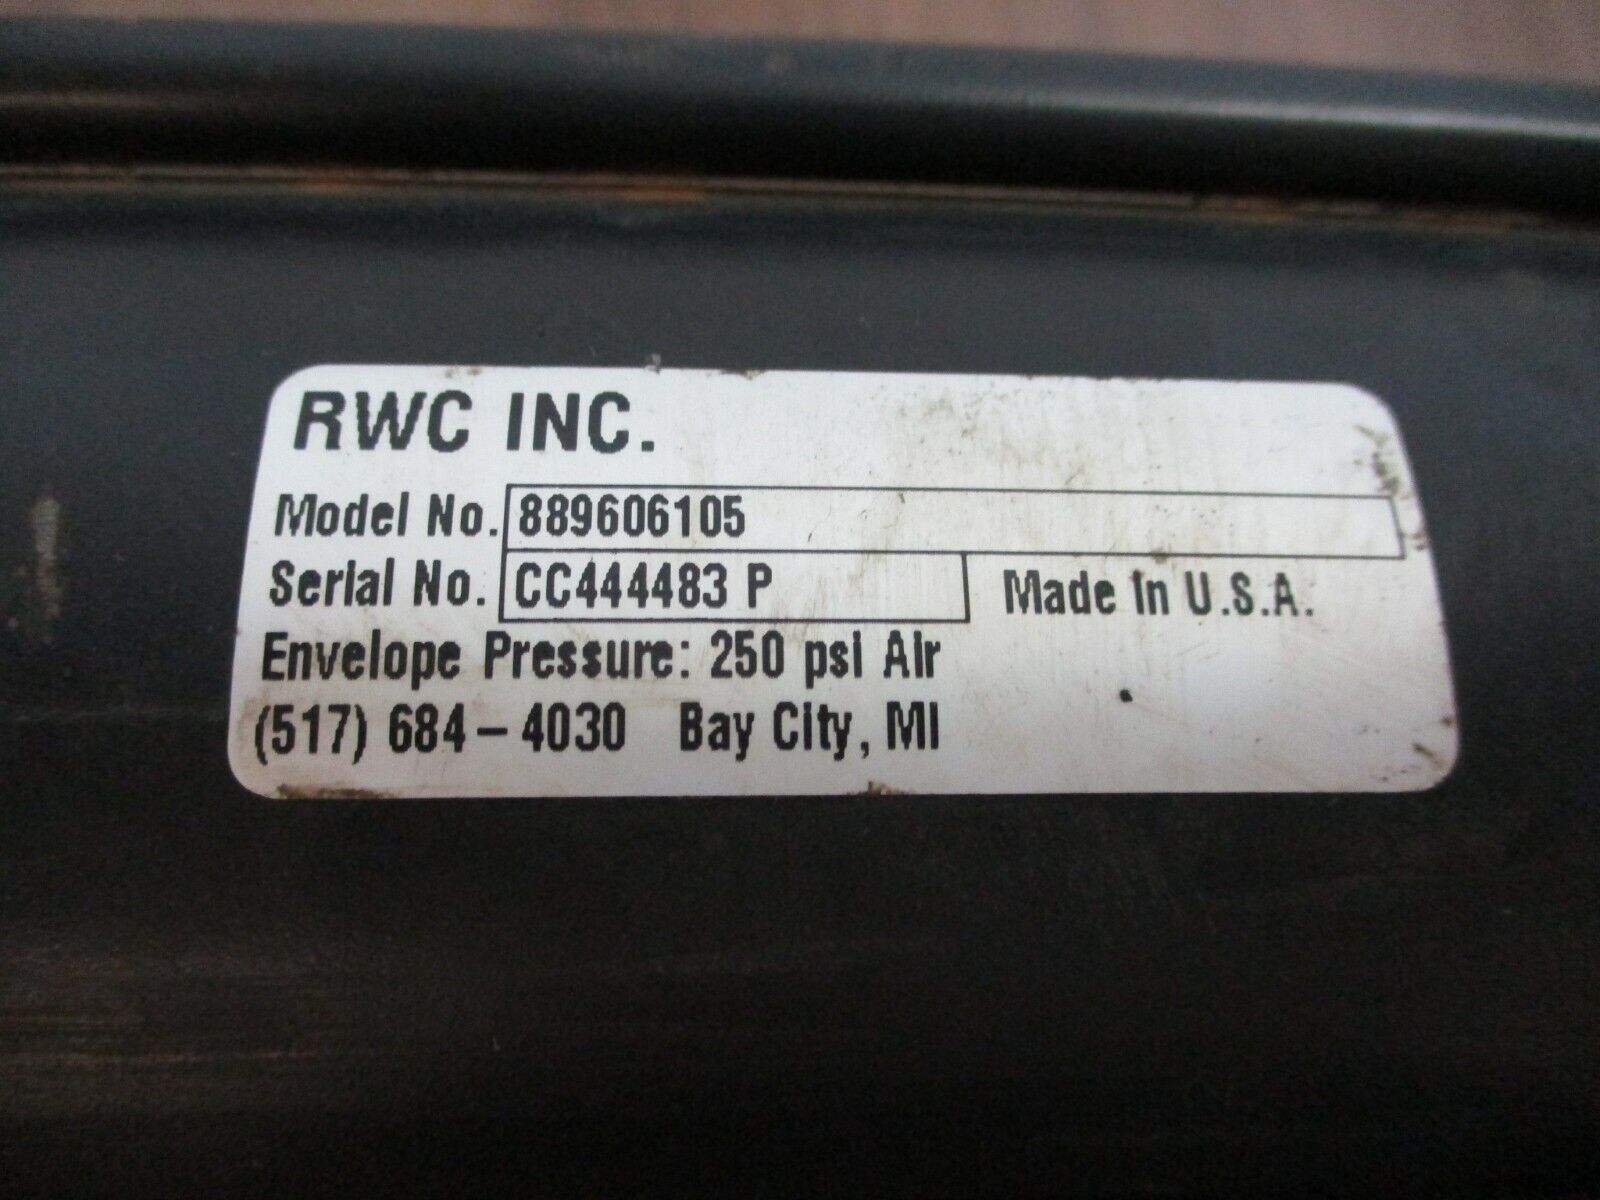 RWC INC.
Model No. 889606105
Serial No. CC444483 P Made In U.S.A.
Envelope Pressure: 250 psi Air
(517) 684-4030 Bay City, MI